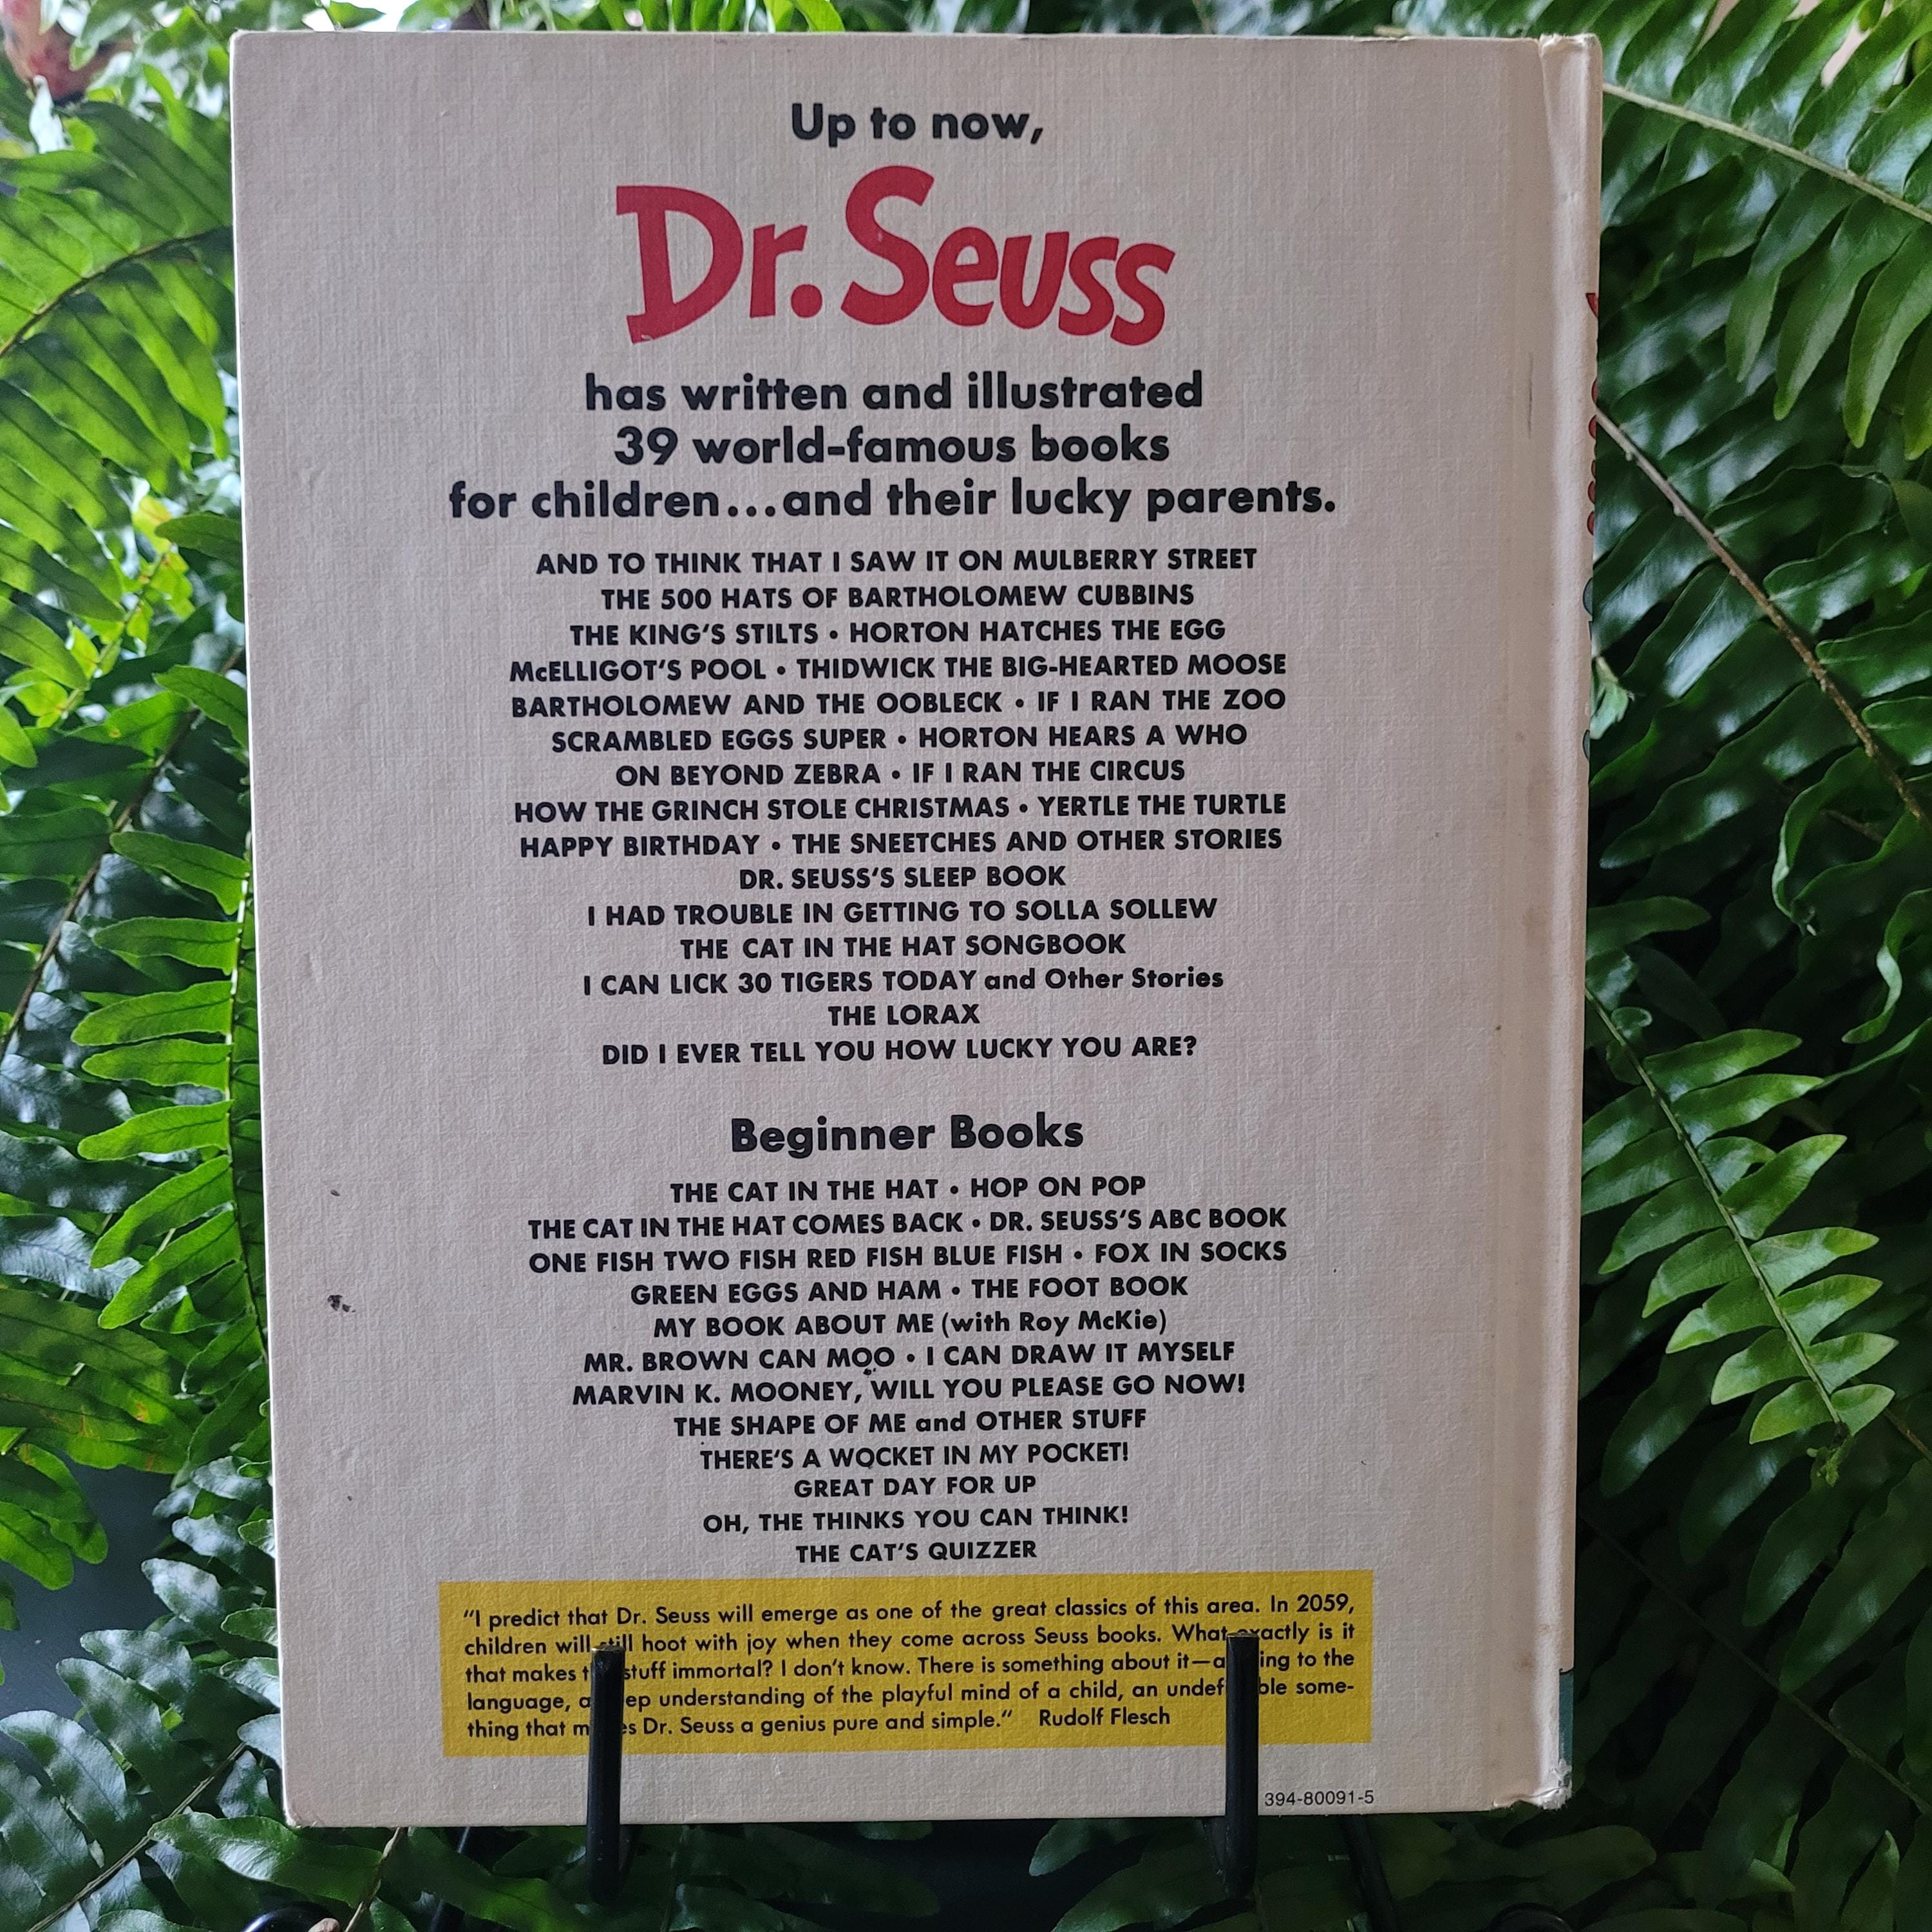 Up to now,
Dr. Seuss
has written and illustrated
39 world-famous books
for children...and their lucky parents.
AND TO THINK THAT I SAW IT ON MULBERRY STREET
THE 500 HATS OF BARTHOLOMEW CUBBINS
THE KING'S STILTS • HORTON HATCHES THE EGG
McELLIGOT'S POOL • THIDWICK THE BIG-HEARTED MOOSE
BARTHOLOMEW AND THE OOBLECK • IF I RAN THE ZOO
SCRAMBLED EGGS SUPER • HORTON HEARS A WHO
ON BEYOND ZEBRA • IF I RAN THE CIRCUS
HOW THE GRINCH STOLE CHRISTMAS • YERTLE THE TURTLE
HAPPY BIRTHDAY • THE SNEETCHES AND OTHER STORIES
DR. SEUSS'S SLEEP BOOK
I HAD TROUBLE IN GETTING TO SOLLA SOLLEW
THE CAT IN THE HAT SONGBOOK
I CAN LICK 30 TIGERS TODAY and Other Stories
THE LORAX
DID I EVER TELL YOU HOW LUCKY YOU ARE?
Beginner Books
THE CAT IN THE HAT • HOP ON POP
THE CAT IN THE HAT COMES BACK • DR. SEUSS'S ABC BOOK
ONE FISH TWO FISH RED FISH BLUE FISH • FOX IN SOCKS
GREEN EGGS AND HAM • THE FOOT BOOK
MY BOOK ABOUT ME (with Roy McKie)
MR. BROWN CAN MOO • I CAN DRAW IT MYSELF
MARVIN K. MOONEY, WILL YOU PLEASE GO NOW!
THE SHAPE OF ME and OTHER STUFF
THERE'S A WOCKET IN MY POCKET!
GREAT DAY FOR UP
OH, THE THINKS YOU CAN THINK!
THE CAT'S QUIZZER
"I predict that Dr. Seuss will emerge as one of the great classics of this area. In 2059,
children will still hoot with joy when they come across Seuss books. What exactly is it
that makes stuff immortal? I don't know. There is something about it—a to the
language, a understanding of the playful mind of a child, an some-
thing that makes Dr. Seuss a genius pure and simple." Rudolf Flesch
394-80091-5